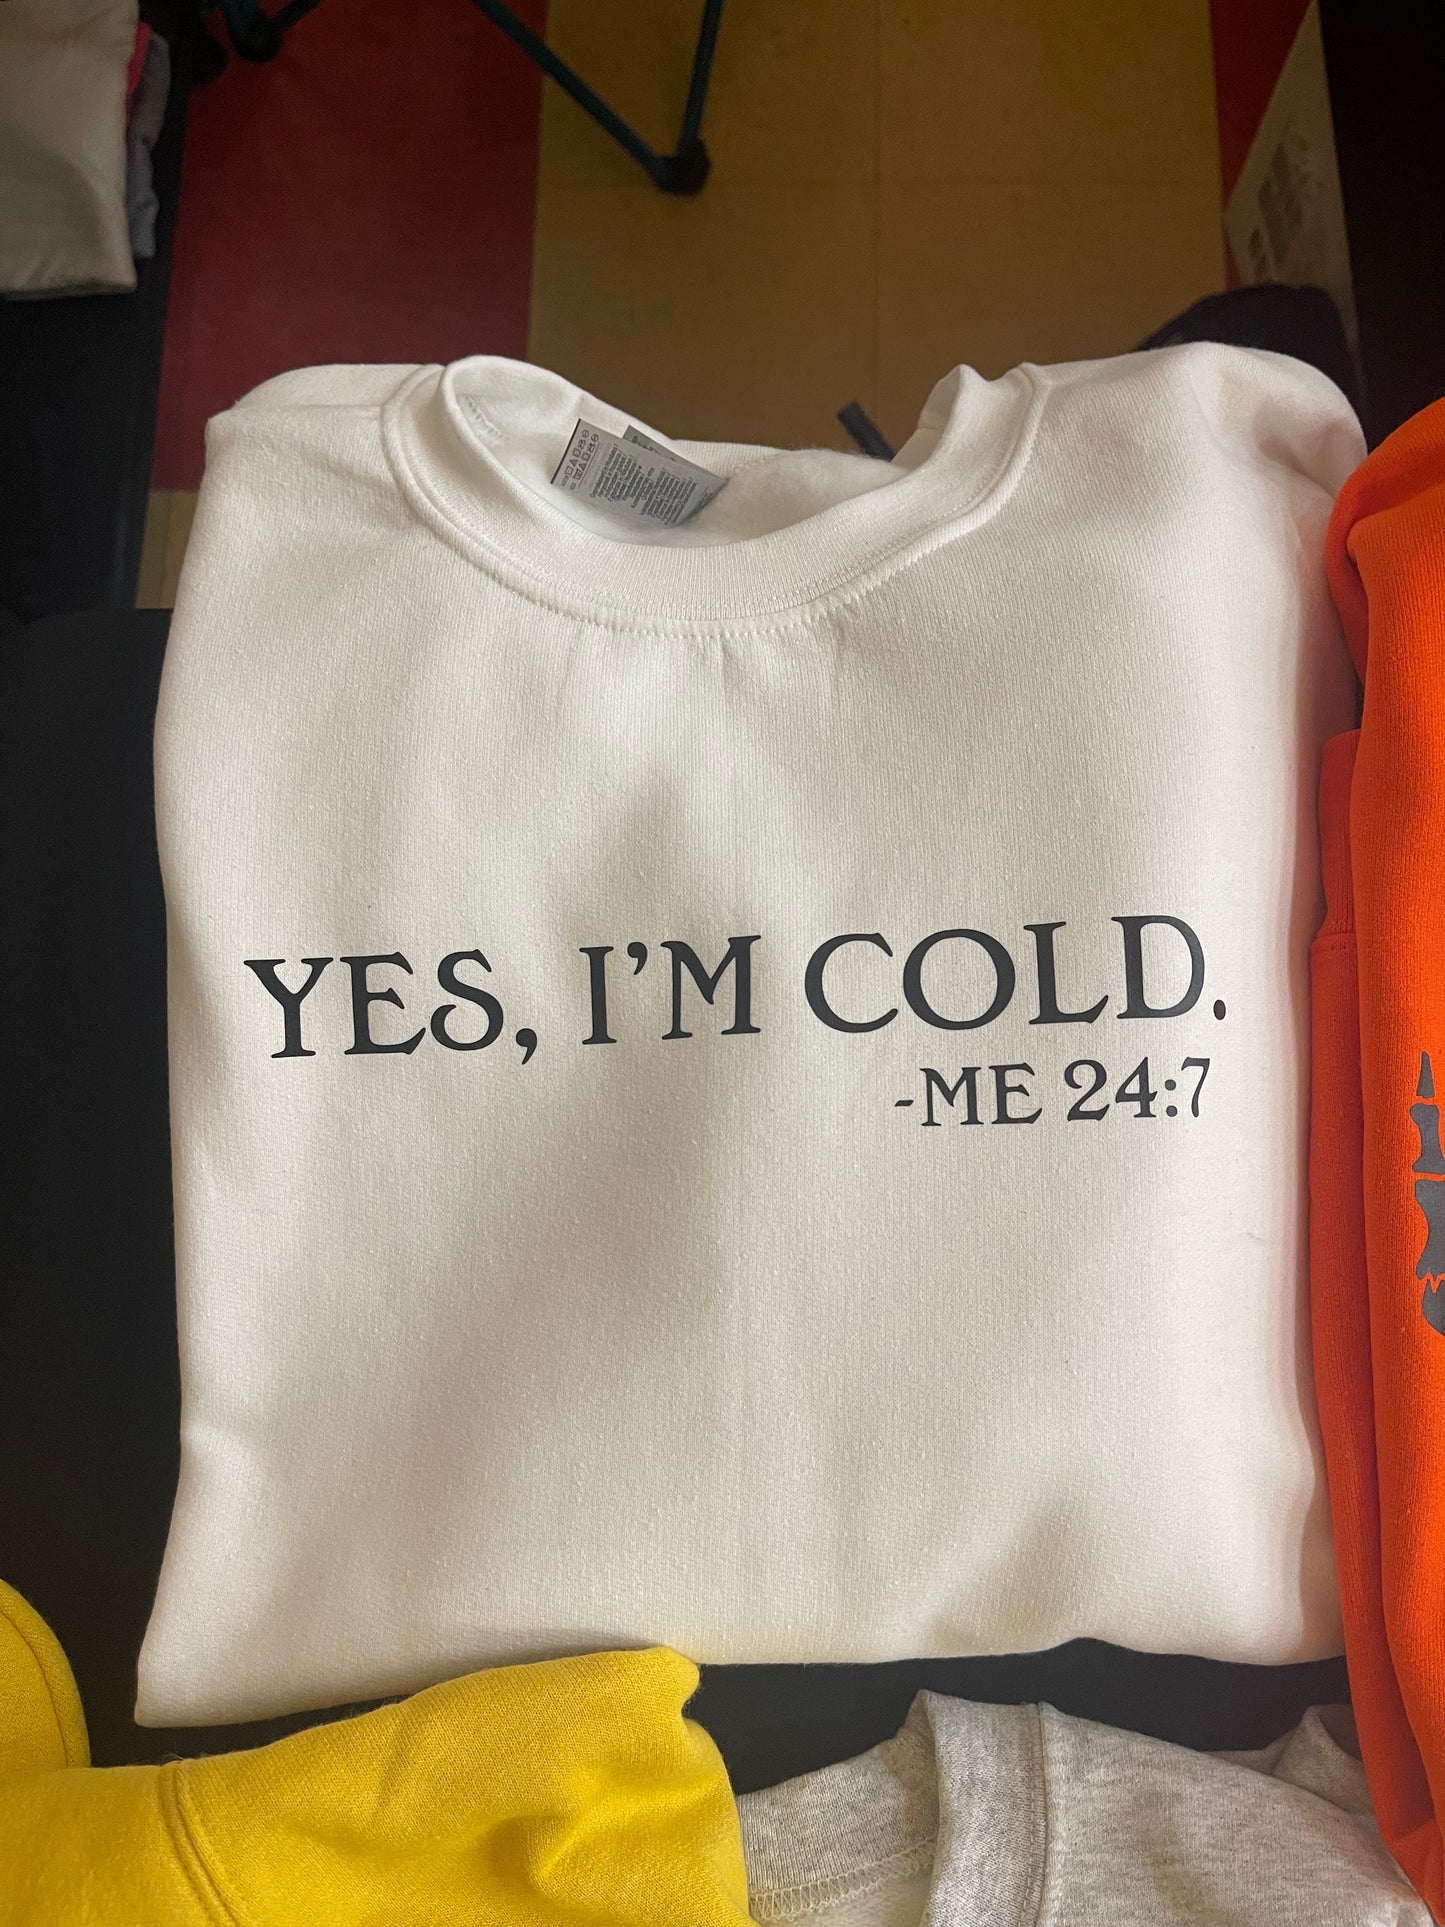 YES, I'M COLD.
-ME 24:7